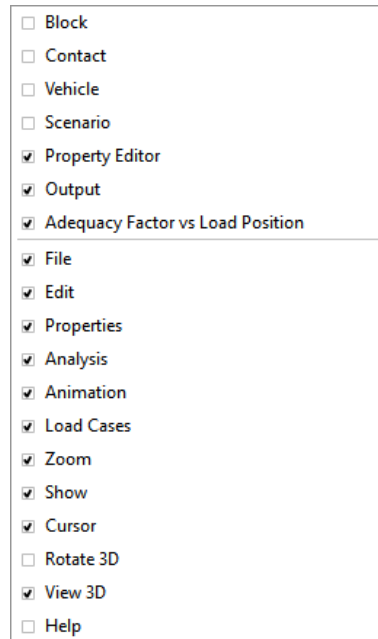 Block
Contact
Vehicle
Scenario
Property Editor
Output
Adequacy Factor vs Load Position
File
Edit
Properties
Analysis
Animation
Load Cases
Zoom
Show
Cursor
Rotate 3D
View 3D
Help